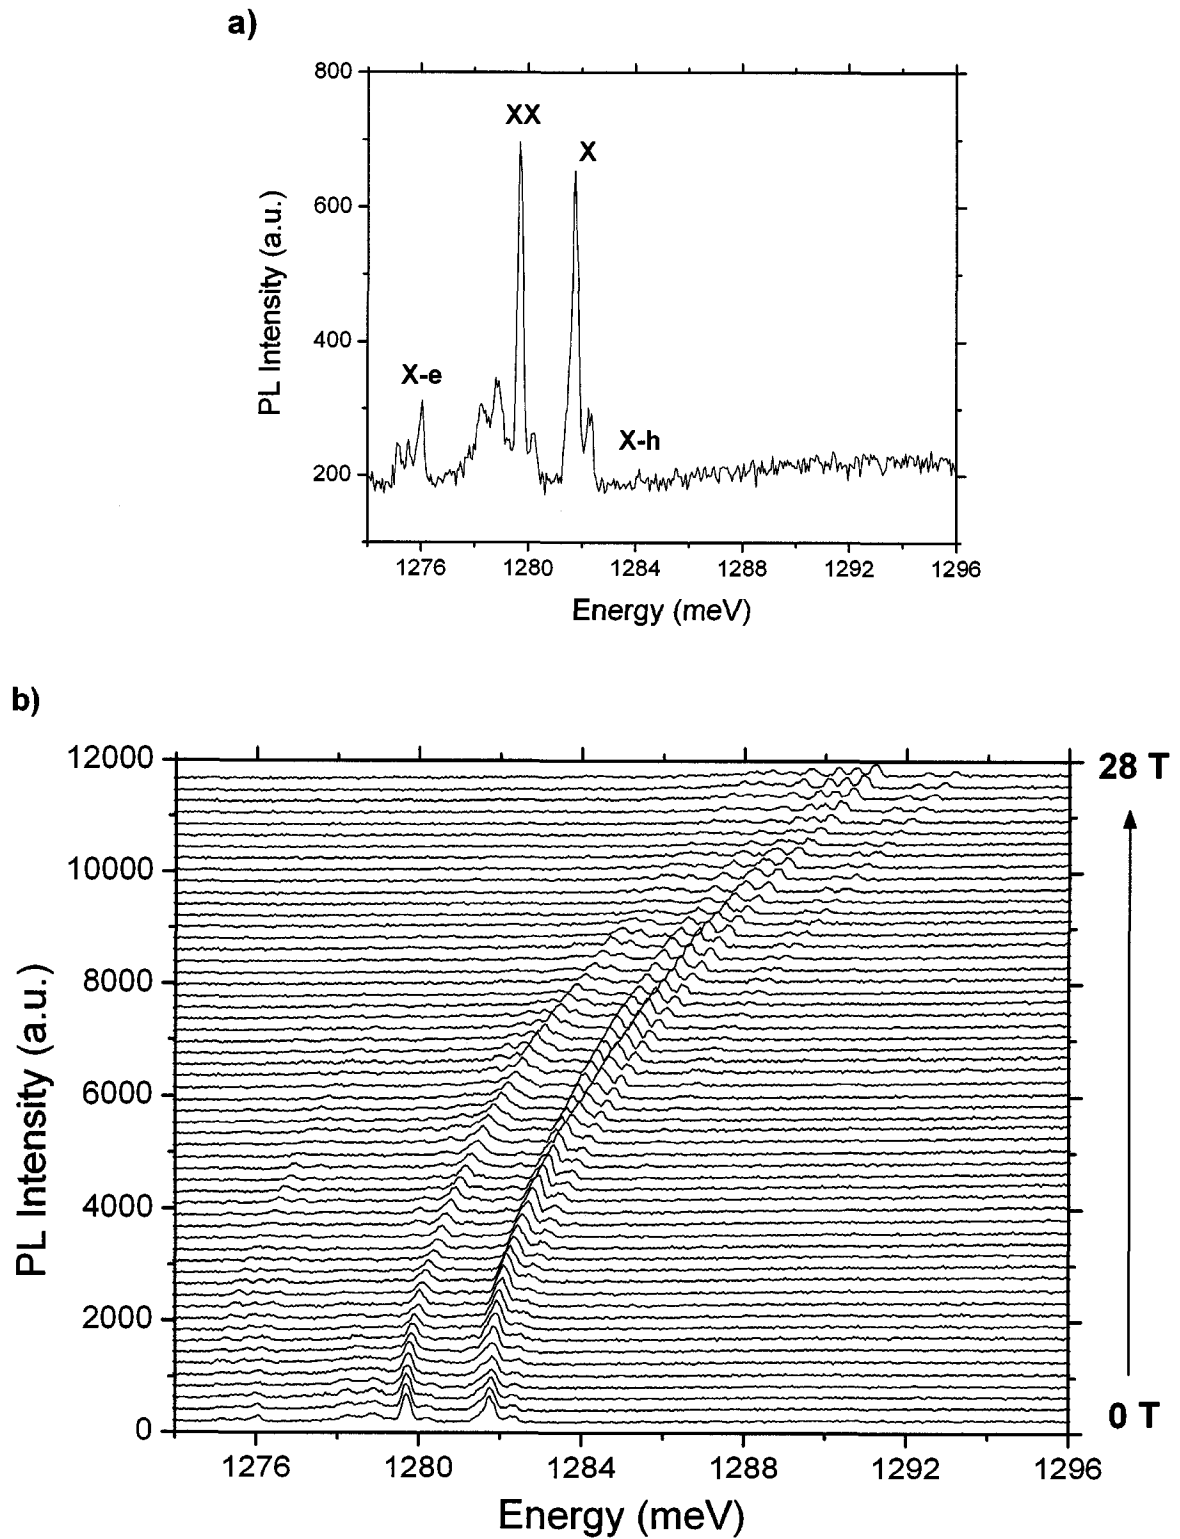 a)
800
600
400
200
PL Intensity (a.u.)
XX
X
X-e
X-h
1276 1280 1284 1288 1292 1296
Energy (meV)
b)
12000
10000
8000
6000
4000
2000
0
PL Intensity (a.u.)
28 T
0 T
1276 1280 1284 1288 1292 1296
Energy (meV)